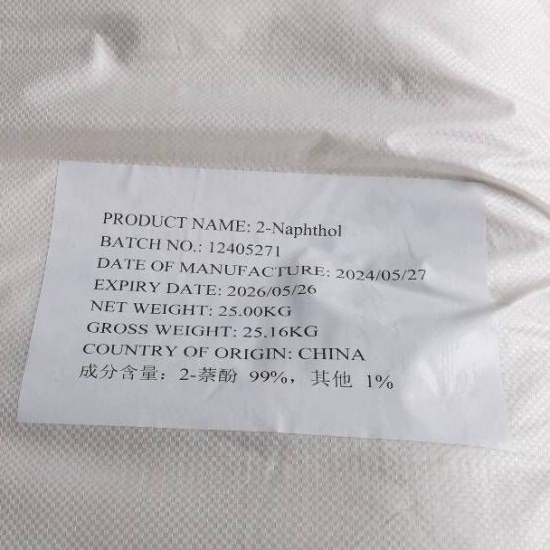 PRODUCT NAME: 2-Naphthol
BATCH NO.: 12405271
DATE OF MANUFACTURE: 2024/05/27
EXPIRY DATE: 2026/05/26
NET WEIGHT: 25.00KG
GROSS WEIGHT: 25.16KG
COUNTRY OF ORIGIN: CHINA
成分含量：2-萘酚 99%，其他 1%